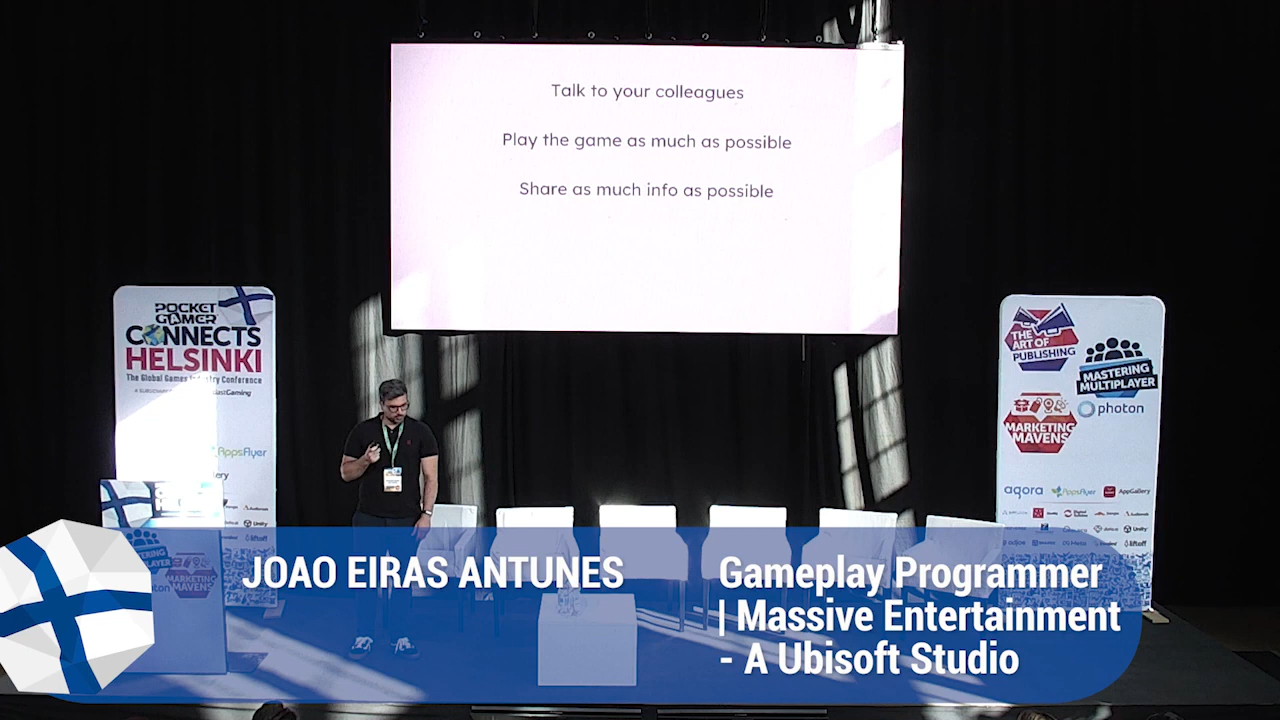 Talk to your colleagues
Play the game as much as possible
Share as much info as possible
POCKET
GAMER
CONNECTS
HELSINKI
The Global Games Industry Conference
AppsFlyer
THE
ART OF
PUBLISHING
MASTERING
MULTIPLAYER
photon
MARKETING
MAVENS
agora
AppsFlyer
AppGallery
Unity
liftoff
JOAO EIRAS ANTUNES
Gameplay Programmer
| Massive Entertainment
- A Ubisoft Studio